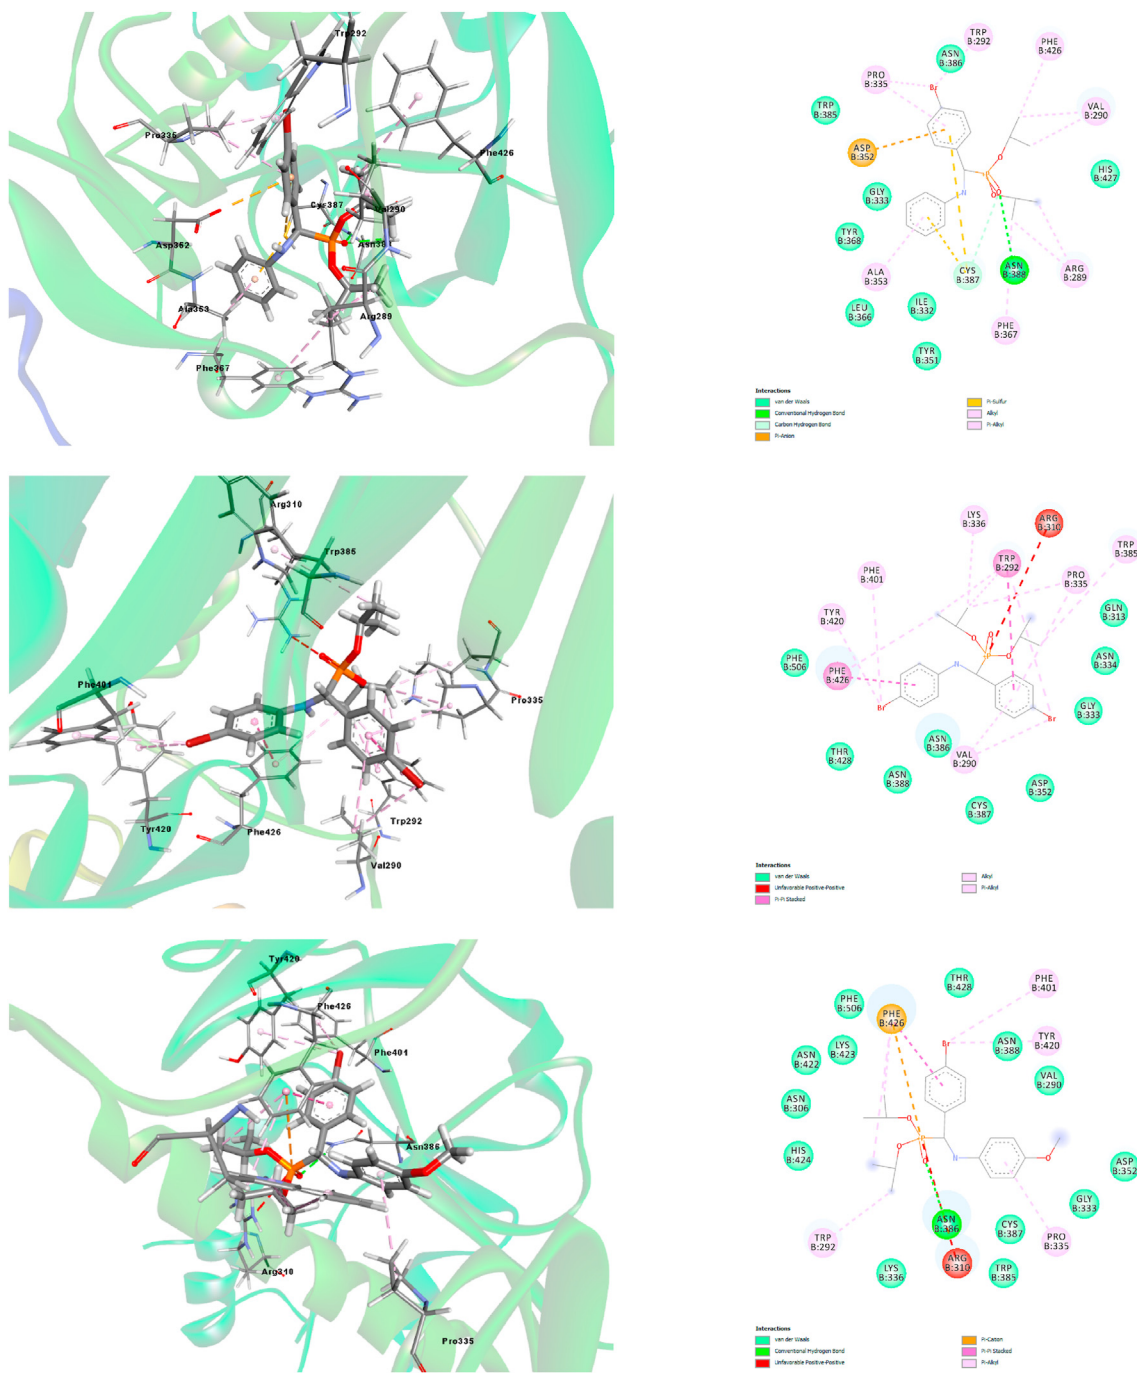 Trp292
Pro335
Phe426
Cys387
Val290
Asp352
Ala353
Arg289
Phe367
TRP
B:292
ASN
B:386
PHE
B:426
PRO
B:335
Br
TRP
B:385
VAL
B:290
ASP
B:352
O
P
O
O
HIS
B:427
GLY
B:333
N
TYR
B:368
ALA
B:353
CYS
B:387
ASN
B:388
ARG
B:289
LEU
B:366
ILE
B:332
PHE
B:367
TYR
B:351
Interactions
van der Waals
Conventional Hydrogen Bond
Carbon Hydrogen Bond
Pi-Anion
Pi-Sulfur
Alkyl
Pi-Alkyl
Arg310
Trp385
Phe401
Pro335
Tyr420
Phe426
Trp292
Val290
LYS
B:336
ARG
B:310
TRP
B:385
TRP
B:292
PHE
B:401
PRO
B:335
TYR
B:420
GLN
B:313
O
O
P
O
PHE
B:506
ASN
B:334
PHE
B:426
N
Br
Br
GLY
B:333
ASN
B:386
VAL
B:290
THR
B:428
ASN
B:388
ASP
B:352
CYS
B:387
Interactions
van der Waals
Unfavorable Positive-Positive
Pi-Pi Stacked
Alkyl
Pi-Alkyl
Tyr420
Phe426
Phe401
Asn386
Arg310
Pro335
THR
B:428
PHE
B:401
PHE
B:506
PHE
B:426
LYS
B:423
ASN
B:422
Br
ASN
B:388
TYR
B:420
VAL
B:290
ASN
B:306
O
P
O
O
HIS
B:424
N
O
ASP
B:352
GLY
B:333
ASN
B:386
CYS
B:387
TRP
B:292
PRO
B:335
ARG
B:310
LYS
B:336
TRP
B:385
Interactions
van der Waals
Conventional Hydrogen Bond
Unfavorable Positive-Positive
Pi-Cation
Pi-Pi Stacked
Pi-Alkyl